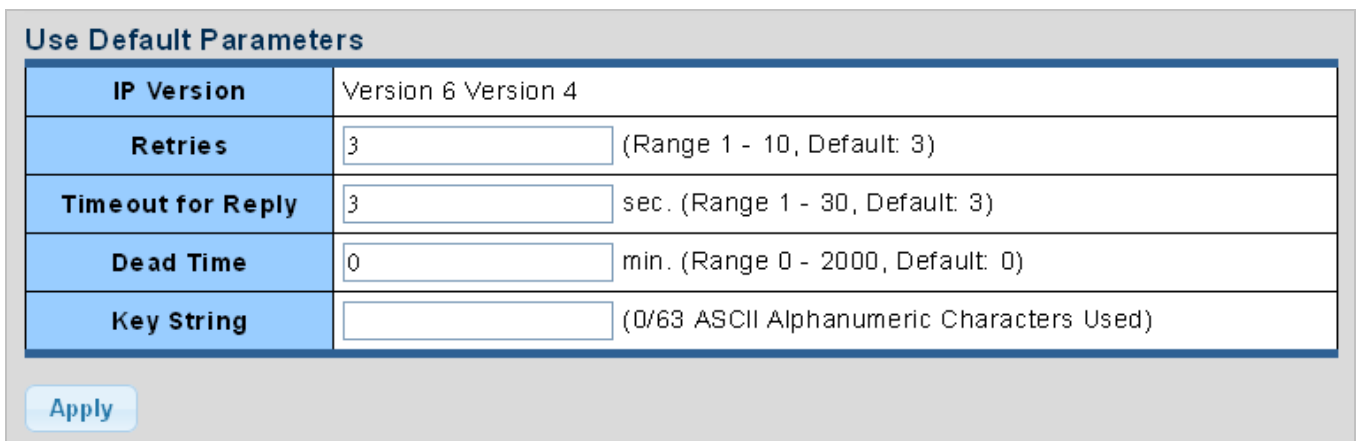 Use Default Parameters
IP Version Version 6 Version 4
Retries 3 (Range 1 - 10, Default: 3)
Timeout for Reply 3 sec. (Range 1 - 30, Default: 3)
Dead Time 0 min. (Range 0 - 2000, Default: 0)
Key String (0/63 ASCII Alphanumeric Characters Used)
Apply